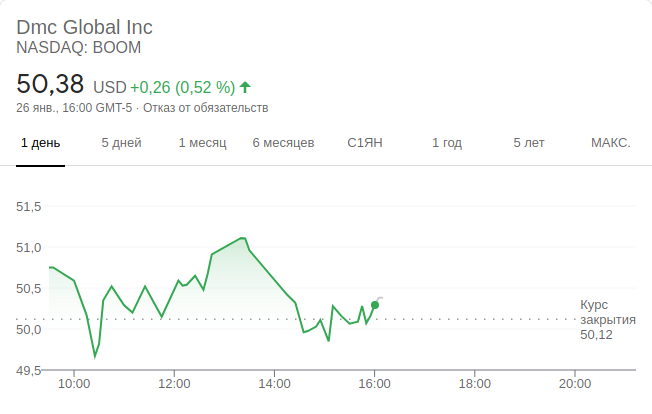 Dmc Global Inc
NASDAQ: BOOM
50,38 USD +0,26 (0,52 %)
26 янв., 16:00 GMT-5 · Отказ от обязательств
1 день 5 дней 1 месяц 6 месяцев С1ЯН 1 год 5 лет МАКС.
51,5
51,0
50,5
50,0
49,5
Курс
закрытия
50,12
10:00 12:00 14:00 16:00 18:00 20:00